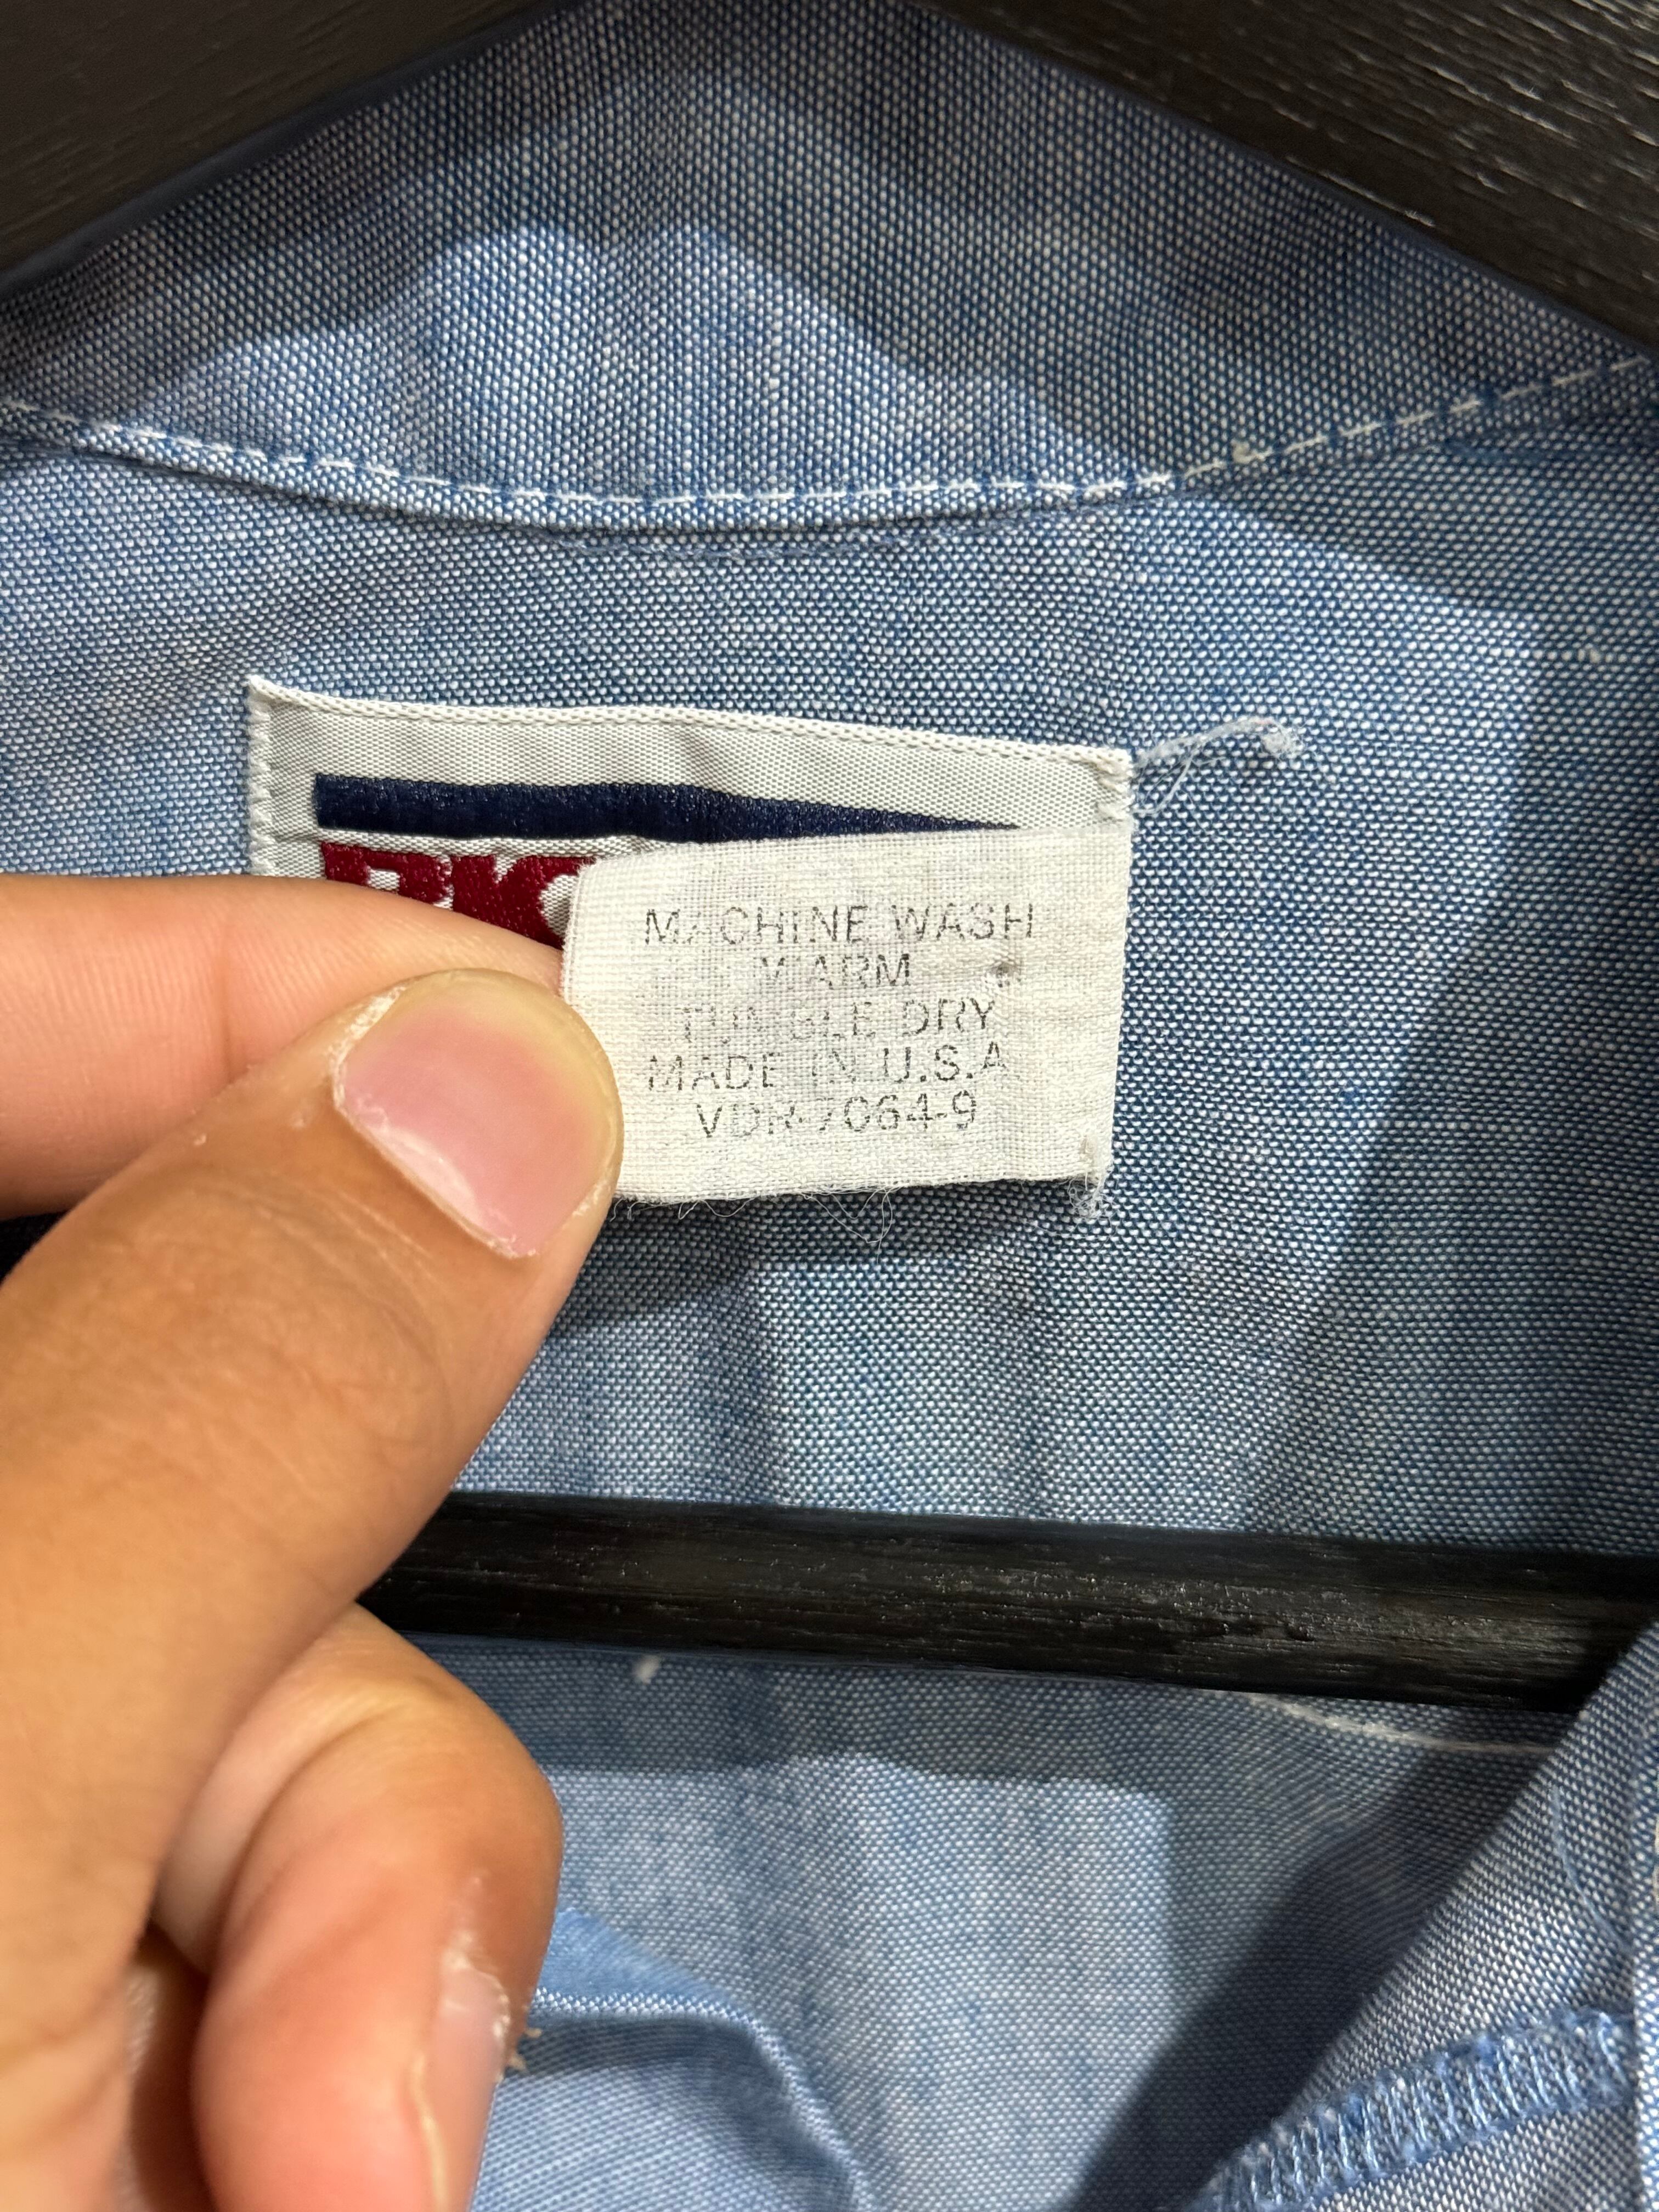 MACHINE WASH
WARM
TUMBLE DRY
MADE IN U.S.A
VDR-7064-9